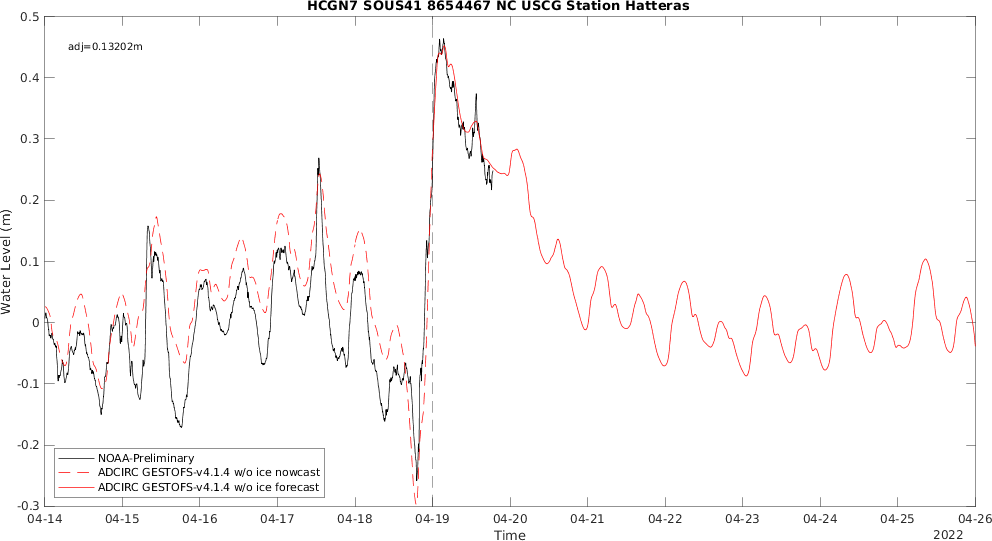 HCGN7 SOUS41 8654467 NC USCG Station Hatteras
adj=0.13202m
Water Level (m)
0.5
0.4
0.3
0.2
0.1
0
-0.1
-0.2
-0.3
NOAA-Preliminary
ADCIRC GESTOFS-v4.1.4 w/o ice nowcast
ADCIRC GESTOFS-v4.1.4 w/o ice forecast
04-14 04-15 04-16 04-17 04-18 04-19 04-20 04-21 04-22 04-23 04-24 04-25 04-26
Time
2022